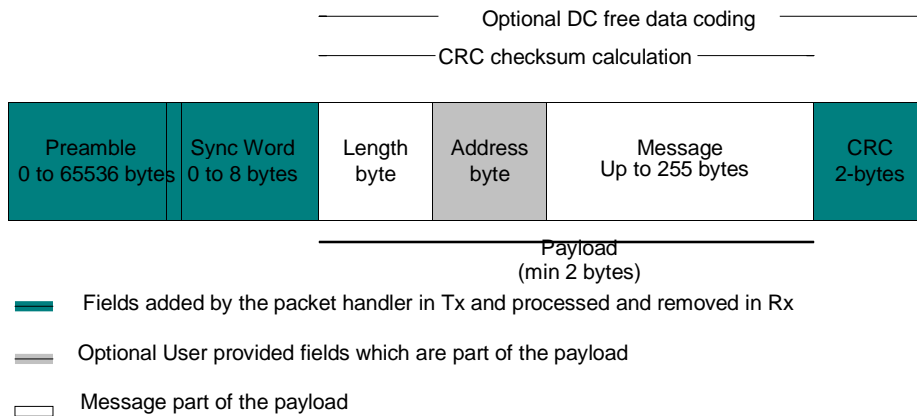 Optional DC free data coding
CRC checksum calculation
Preamble
0 to 65536 bytes
Sync Word
0 to 8 bytes
Length
byte
Address
byte
Message
Up to 255 bytes
CRC
2-bytes
Payload
(min 2 bytes)
Fields added by the packet handler in Tx and processed and removed in Rx
Optional User provided fields which are part of the payload
Message part of the payload